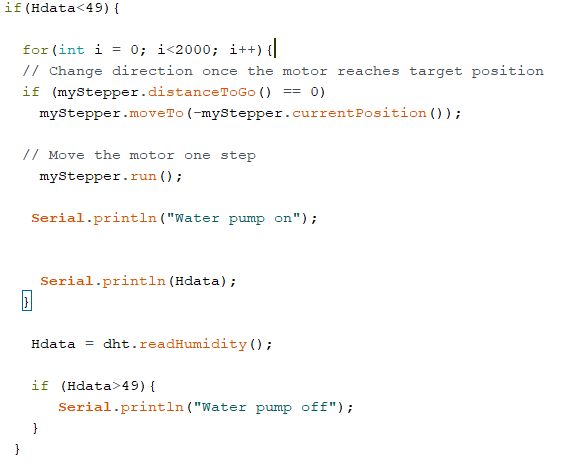 if(Hdata<49){
for(int i = 0; i<2000; i++){
// Change direction once the motor reaches target position
if (myStepper.distanceToGo() == 0)
myStepper.moveTo(-myStepper.currentPosition());
// Move the motor one step
myStepper.run();
Serial.println("Water pump on");
Serial.println(Hdata);
}
Hdata = dht.readHumidity();
if (Hdata>49){
Serial.println("Water pump off");
}
}